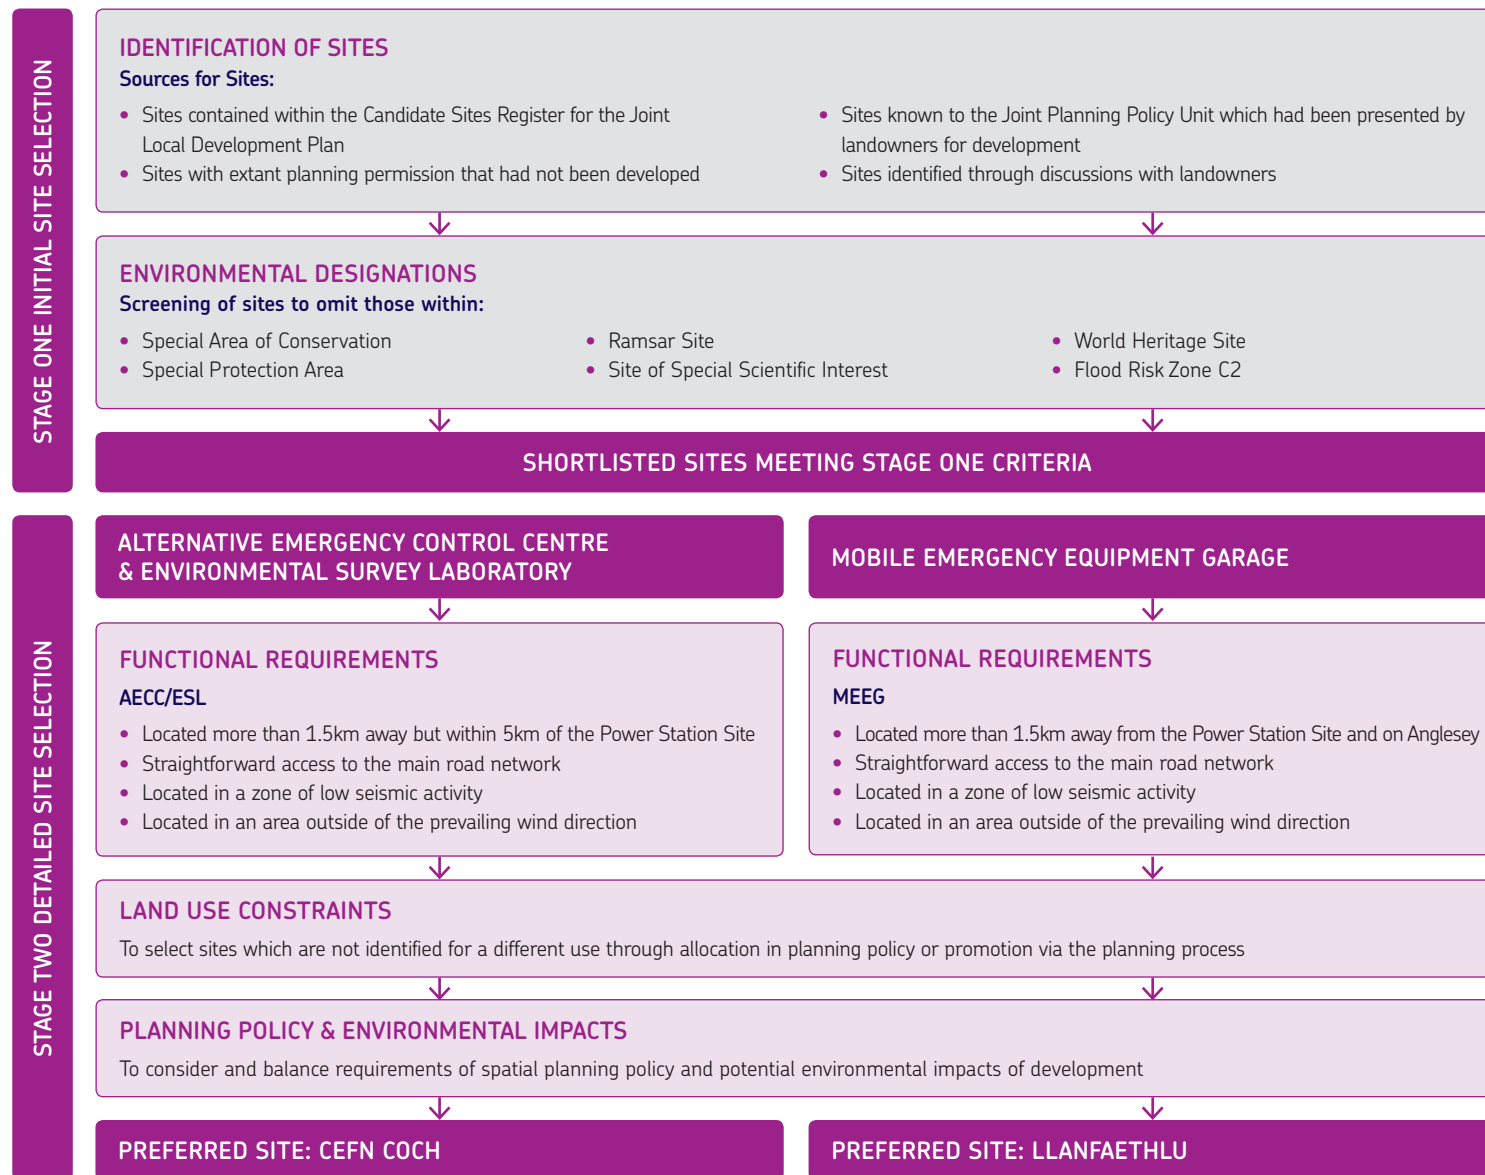 STAGE ONE INITIAL SITE SELECTION
IDENTIFICATION OF SITES
Sources for Sites:
• Sites contained within the Candidate Sites Register for the Joint
Local Development Plan
• Sites with extant planning permission that had not been developed
• Sites known to the Joint Planning Policy Unit which had been presented by
landowners for development
• Sites identified through discussions with landowners
ENVIRONMENTAL DESIGNATIONS
Screening of sites to omit those within:
• Special Area of Conservation
• Special Protection Area
• Ramsar Site
• Site of Special Scientific Interest
• World Heritage Site
• Flood Risk Zone C2
SHORTLISTED SITES MEETING STAGE ONE CRITERIA
STAGE TWO DETAILED SITE SELECTION
ALTERNATIVE EMERGENCY CONTROL CENTRE
& ENVIRONMENTAL SURVEY LABORATORY
FUNCTIONAL REQUIREMENTS
AECC/ESL
• Located more than 1.5km away but within 5km of the Power Station Site
• Straightforward access to the main road network
• Located in a zone of low seismic activity
• Located in an area outside of the prevailing wind direction
MOBILE EMERGENCY EQUIPMENT GARAGE
FUNCTIONAL REQUIREMENTS
MEEG
• Located more than 1.5km away from the Power Station Site and on Anglesey
• Straightforward access to the main road network
• Located in a zone of low seismic activity
• Located in an area outside of the prevailing wind direction
LAND USE CONSTRAINTS
To select sites which are not identified for a different use through allocation in planning policy or promotion via the planning process
PLANNING POLICY & ENVIRONMENTAL IMPACTS
To consider and balance requirements of spatial planning policy and potential environmental impacts of development
PREFERRED SITE: CEFN COCH
PREFERRED SITE: LLANFAETHLU